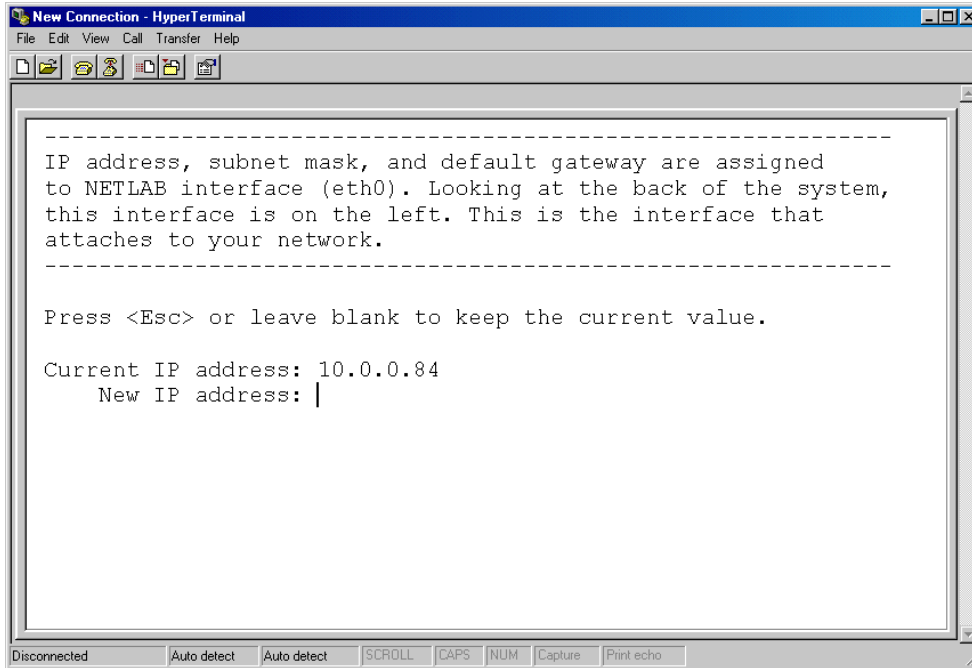 New Connection - HyperTerminal
File Edit View Call Transfer Help
----------------------------------------------------------------
IP address, subnet mask, and default gateway are assigned
to NETLAB interface (eth0). Looking at the back of the system,
this interface is on the left. This is the interface that
attaches to your network.
----------------------------------------------------------------
Press <Esc> or leave blank to keep the current value.
Current IP address: 10.0.0.84
New IP address:
Disconnected Auto detect Auto detect SCROLL CAPS NUM Capture Print echo